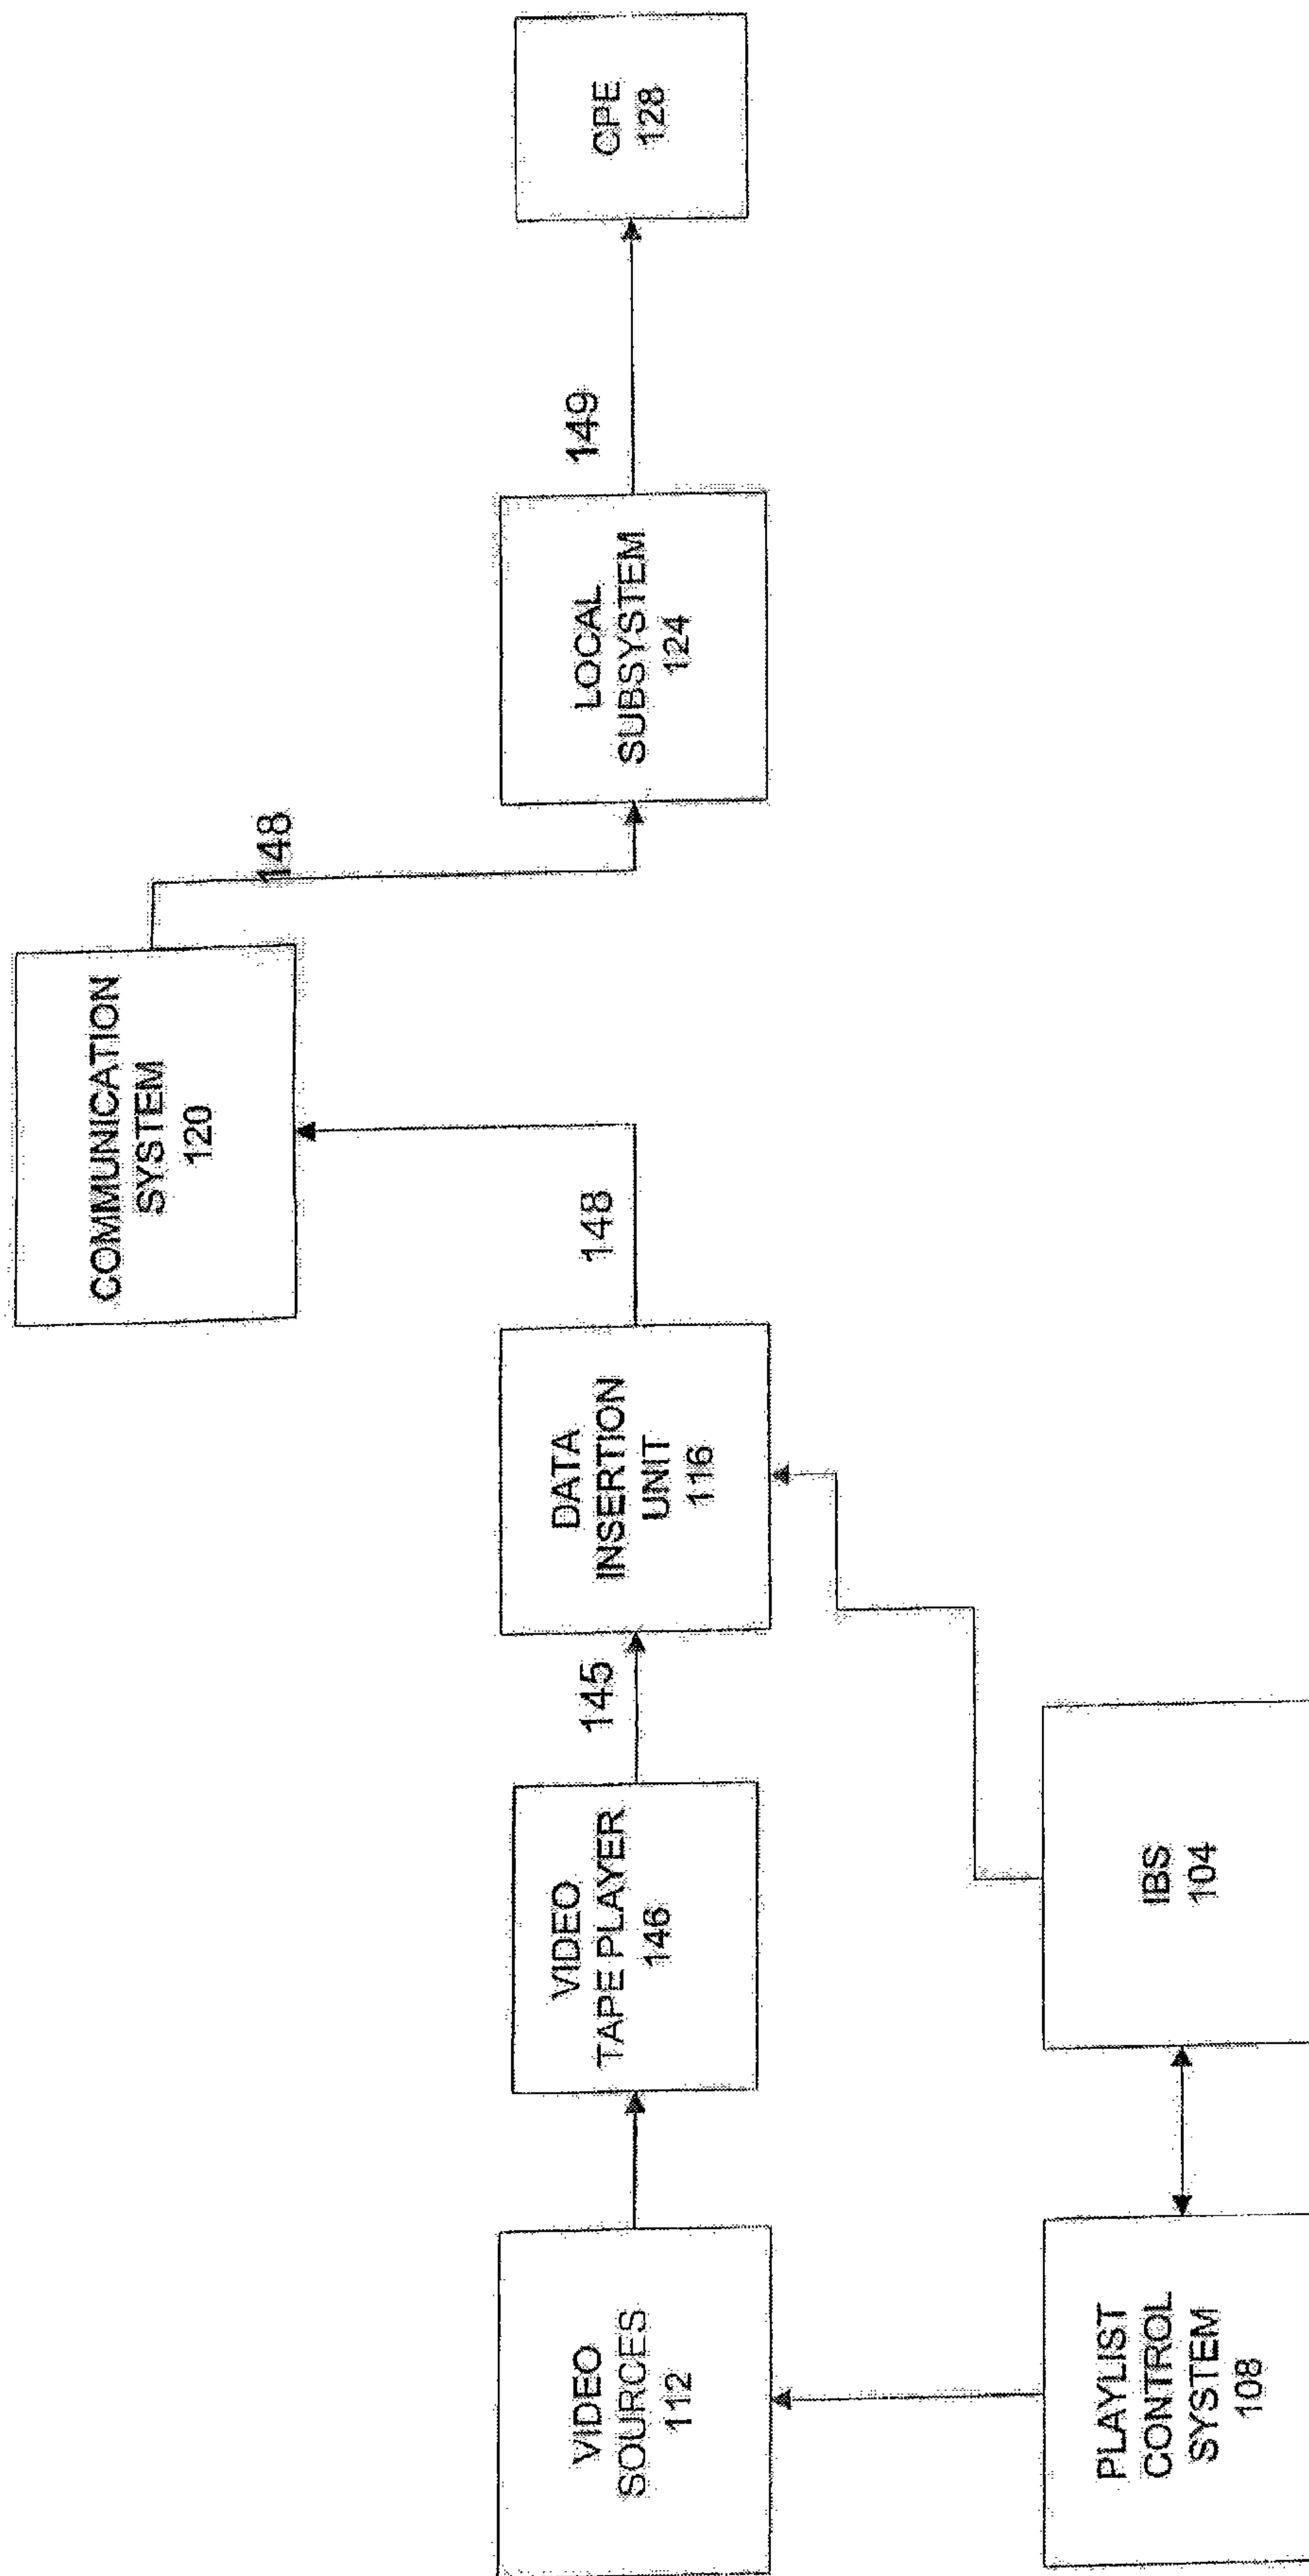 COMMUNICATION
SYSTEM
120
148
148
VIDEO
SOURCES
112
VIDEO
TAPE PLAYER
146
145
DATA
INSERTION
UNIT
116
LOCAL
SUBSYSTEM
124
149
CPE
128
PLAYLIST
CONTROL
SYSTEM
108
IBS
104